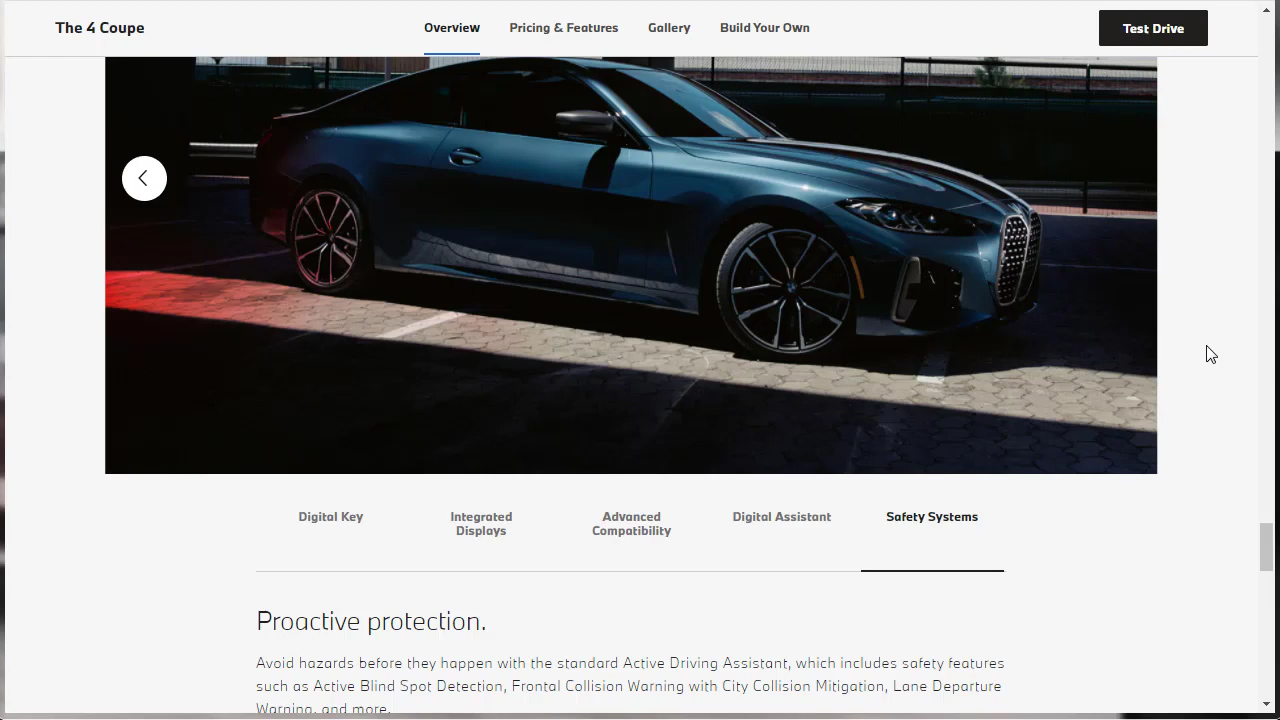 The 4 Coupe
Overview
Pricing & Features
Gallery
Build Your Own
Test Drive
Digital Key
Integrated
Displays
Advanced
Compatibility
Digital Assistant
Safety Systems
Proactive protection.
Avoid hazards before they happen with the standard Active Driving Assistant, which includes safety features
such as Active Blind Spot Detection, Frontal Collision Warning with City Collision Mitigation, Lane Departure
Warning, and more.